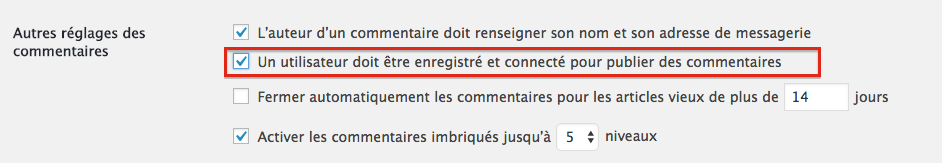 Autres réglages des
commentaires
L'auteur d'un commentaire doit renseigner son nom et son adresse de messagerie
Un utilisateur doit être enregistré et connecté pour publier des commentaires
Fermer automatiquement les commentaires pour les articles vieux de plus de 14 jours
Activer les commentaires imbriqués jusqu'à 5 niveaux